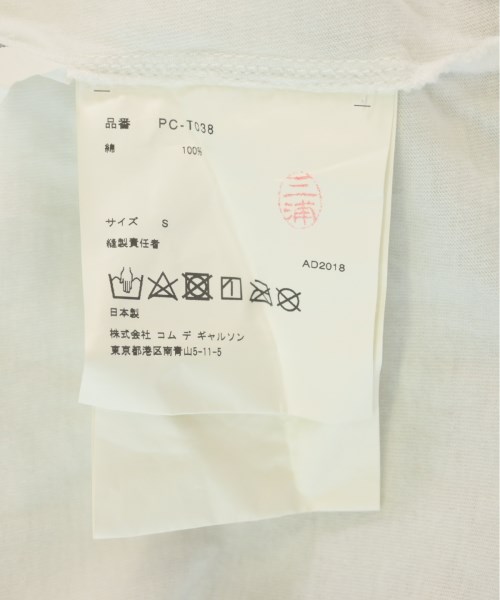 品番 PC-T038
綿 100%
三浦
サイズ S
縫製責任者
AD2018
日本製
株式会社 コム デ ギャルソン
東京都港区南青山5-11-5